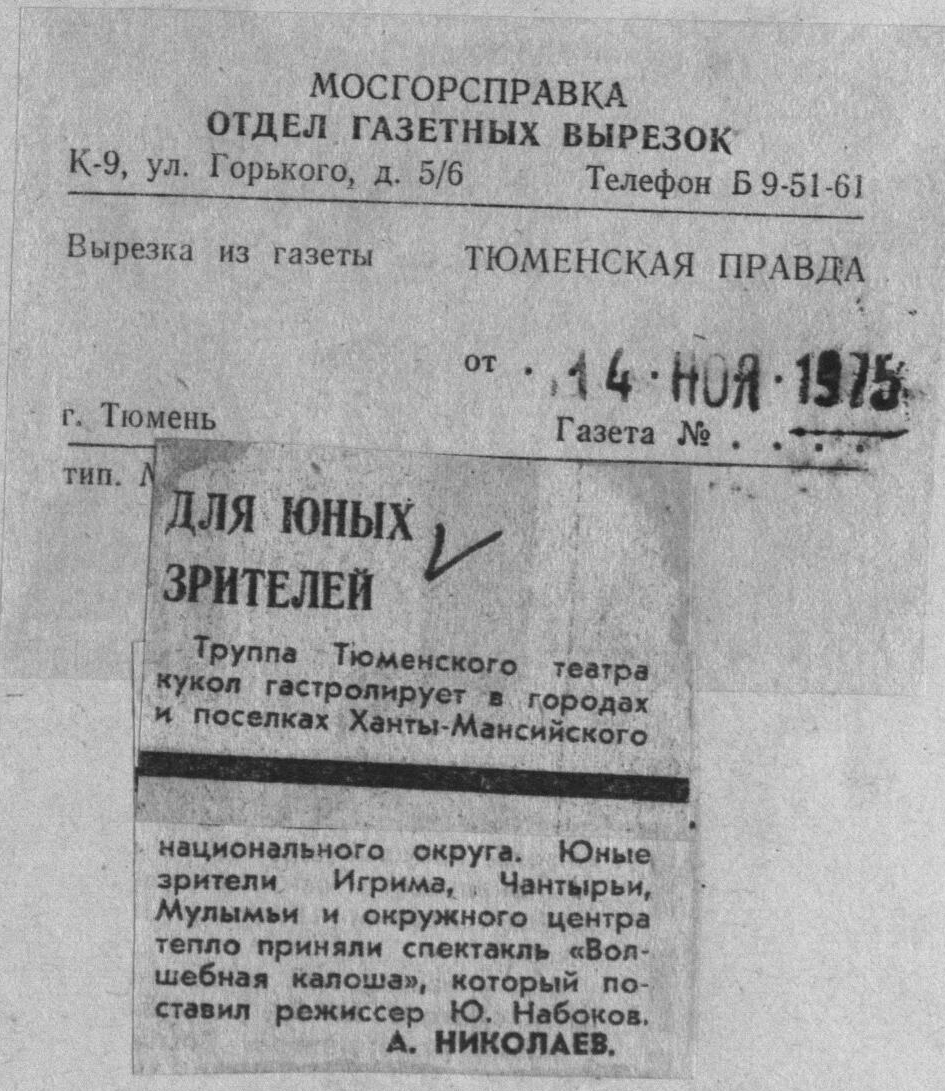 МОСГОРСПРАВКА
ОТДЕЛ ГАЗЕТНЫХ ВЫРЕЗОК
К-9, ул. Горького, д. 5/6 Телефон Б 9-51-61
Вырезка из газеты ТЮМЕНСКАЯ ПРАВДА
от . 14 · НОЯ · 1975
г. Тюмень Газета № . . . .
тип.
ДЛЯ ЮНЫХ
ЗРИТЕЛЕЙ
Труппа Тюменского театра
кукол гастролирует в городах
и поселках Ханты-Мансийского
национального округа. Юные
зрители Игрима, Чантырьи,
Мулымьи и окружного центра
тепло приняли спектакль «Вол-
шебная калоша», который по-
ставил режиссер Ю. Набоков.
А. НИКОЛАЕВ.